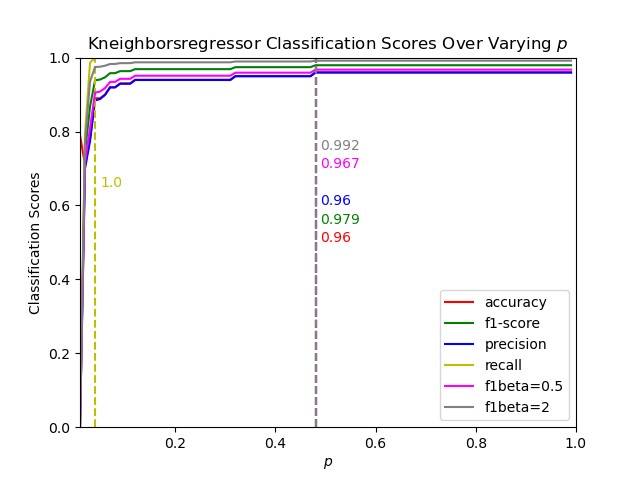 Kneighborsregressor Classification Scores Over Varying p
1.0
0.8
0.6
0.4
0.2
0.0
Classification Scores
0.992
0.967
1.0
0.96
0.979
0.96
accuracy
f1-score
precision
recall
f1beta=0.5
f1beta=2
0.2 0.4 0.6 0.8 1.0
p